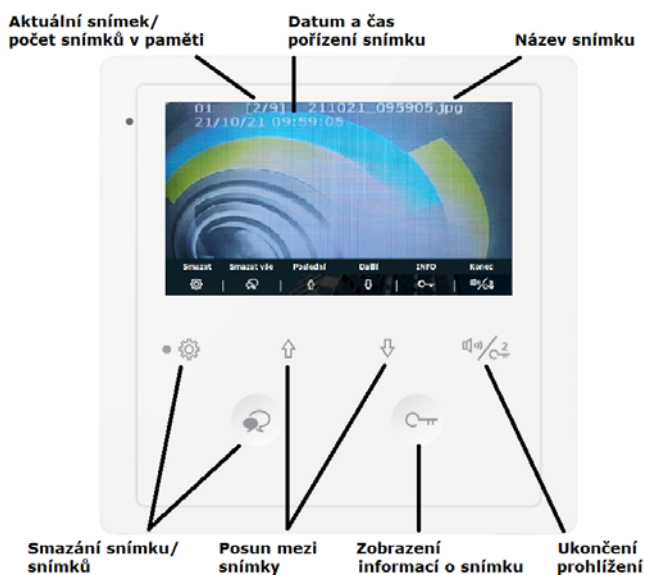 Aktuální snímek/
počet snímků v paměti
Datum a čas
pořízení snímku
Název snímku
01 [2/9] 211021_095905.jpg
21/10/21 09:59:05
Smazat Smazat vše Poslední Další INFO Konec
2
Smazání snímku/
snímků
Posun mezi
snímky
Zobrazení
informací o snímku
Ukončení
prohlížení